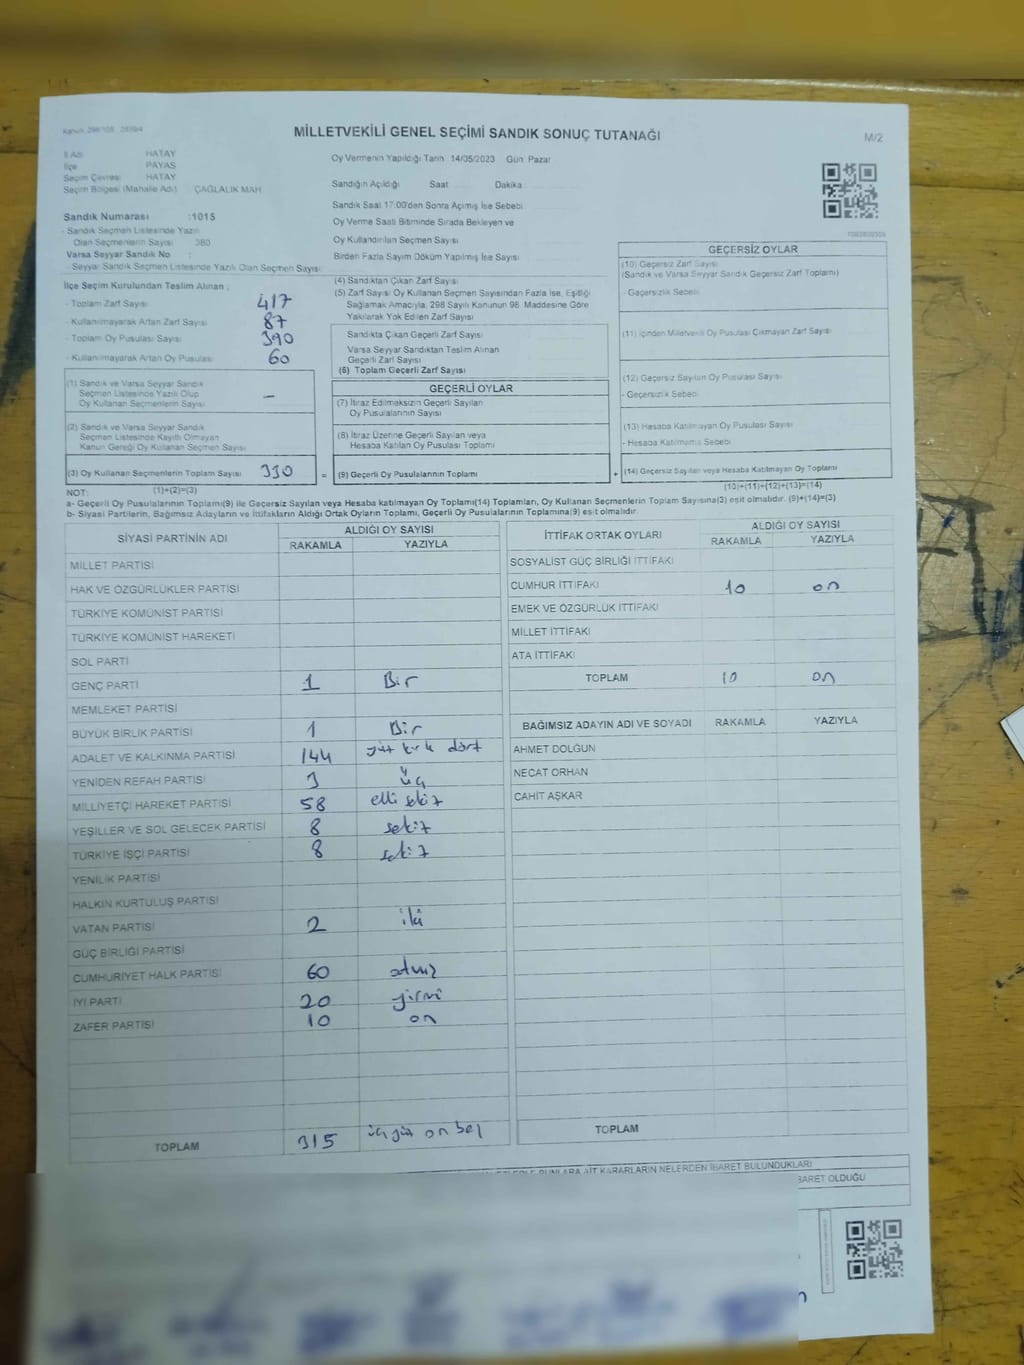 Kanun 298/105 2839/4
MİLLETVEKİLİ GENEL SEÇİMİ SANDIK SONUÇ TUTANAĞI
M/2
İl Adı HATAY
İlçe PAYAS
Seçim Çevresi HATAY
Seçim Bölgesi (Mahalle Adı) ÇAĞLALIK MAH
Sandık Numarası :1015
- Sandık Seçmen Listesinde Yazılı
Olan Seçmenlerin Sayısı 380
Varsa Seyyar Sandık No :
- Seyyar Sandık Seçmen Listesinde Yazılı Olan Seçmen Sayısı
Oy Vermenin Yapıldığı Tarih 14/05/2023 Gün Pazar
Sandığın Açıldığı Saat Dakika
Sandık Saat 17:00'den Sonra Açımış İse Sebebi
Oy Verme Saati Bitiminde Sırada Bekleyen ve
Oy Kullandırılan Seçmen Sayısı
Birden Fazla Sayım Döküm Yapılmış İse Sayısı
İlçe Seçim Kurulundan Teslim Alınan ;
- Toplam Zarf Sayısı 417
- Kullanılmayarak Artan Zarf Sayısı 87
- Toplam Oy Pusulası Sayısı 390
- Kullanılmayarak Artan Oy Pusulası 60
(1) Sandık ve Varsa Seyyar Sandık
Seçmen Listesinde Yazılı Olup
Oy Kullanan Seçmenlerin Sayısı –
(2) Sandık ve Varsa Seyyar Sandık
Seçmen Listesinde Kayıtlı Olmayan
Kanun Gereği Oy Kullanan Seçmen Sayısı
(3) Oy Kullanan Seçmenlerin Toplam Sayısı 330 =
(4) Sandıktan Çıkan Zarf Sayısı
(5) Zarf Sayısı Oy Kullanan Seçmen Sayısından Fazla İse, Eşitliği
Sağlamak Amacıyla, 298 Sayılı Kanunun 98. Maddesine Göre
Yakılarak Yok Edilen Zarf Sayısı
Sandıkta Çıkan Geçerli Zarf Sayısı
Varsa Seyyar Sandıktan Teslim Alınan
Geçerli Zarf Sayısı
(6) Toplam Geçerli Zarf Sayısı
GEÇERLİ OYLAR
(7) İtiraz Edilmeksizin Geçerli Sayılan
Oy Pusulalarının Sayısı
(8) İtiraz Üzerine Geçerli Sayılan veya
Hesaba Katılan Oy Pusulası Toplamı
(9) Geçerli Oy Pusulalarının Toplamı +
GEÇERSİZ OYLAR
(10) Geçersiz Zarf Sayısı
(Sandık ve Varsa Seyyar Sandık Geçersiz Zarf Toplamı)
- Geçersizlik Sebebi
(11) İçinden Milletvekili Oy Pusulası Çıkmayan Zarf Sayısı
(12) Geçersiz Sayılan Oy Pusulası Sayısı
- Geçersizlik Sebebi
(13) Hesaba Katılmayan Oy Pusulası Sayısı
- Hesaba Katılmama Sebebi
(14) Geçersiz Sayılan veya Hesaba Katılmayan Oy Toplamı
NOT: (1)+(2)=(3) (10)+(11)+(12)+(13)=(14)
a- Geçerli Oy Pusulalarının Toplamı(9) ile Geçersiz Sayılan veya Hesaba katılmayan Oy Toplamı(14) Toplamları, Oy Kullanan Seçmenlerin Toplam Sayısına(3) eşit olmalıdır. (9)+(14)=(3)
b- Siyasi Partilerin, Bağımsız Adayların ve İttifakların Aldığı Ortak Oyların Toplamı, Geçerli Oy Pusulalarının Toplamına(9) eşit olmalıdır.
SİYASİ PARTİNİN ADI ALDIĞI OY SAYISI
RAKAMLA YAZIYLA
MİLLET PARTİSİ
HAK VE ÖZGÜRLÜKLER PARTİSİ
TÜRKİYE KOMÜNİST PARTİSİ
TÜRKİYE KOMÜNİST HAREKETİ
SOL PARTİ
GENÇ PARTİ 1 Bir
MEMLEKET PARTİSİ
BÜYÜK BİRLİK PARTİSİ 1 Bir
ADALET VE KALKINMA PARTİSİ 144 yüz kırk dört
YENİDEN REFAH PARTİSİ 3 üç
MİLLİYETÇİ HAREKET PARTİSİ 58 elli sekiz
YEŞİLLER VE SOL GELECEK PARTİSİ 8 sekiz
TÜRKİYE İŞÇİ PARTİSİ 8 sekiz
YENİLİK PARTİSİ
HALKIN KURTULUŞ PARTİSİ
VATAN PARTİSİ 2 iki
GÜÇ BİRLİĞİ PARTİSİ
CUMHURİYET HALK PARTİSİ 60 atmış
İYİ PARTİ 20 yirmi
ZAFER PARTİSİ 10 on
TOPLAM 315 üçyüz on beş
İTTİFAK ORTAK OYLARI ALDIĞI OY SAYISI
RAKAMLA YAZIYLA
SOSYALİST GÜÇ BİRLİĞİ İTTİFAKI
CUMHUR İTTİFAKI 10 on
EMEK VE ÖZGÜRLÜK İTTİFAKI
MİLLET İTTİFAKI
ATA İTTİFAKI
TOPLAM 10 on
BAĞIMSIZ ADAYIN ADI VE SOYADI RAKAMLA YAZIYLA
AHMET DOLGUN
NECAT ORHAN
CAHİT AŞKAR
TOPLAM
AİT KARARLARIN NELERDEN İBARET BULUNDUKLARI
BARET OLDUĞU